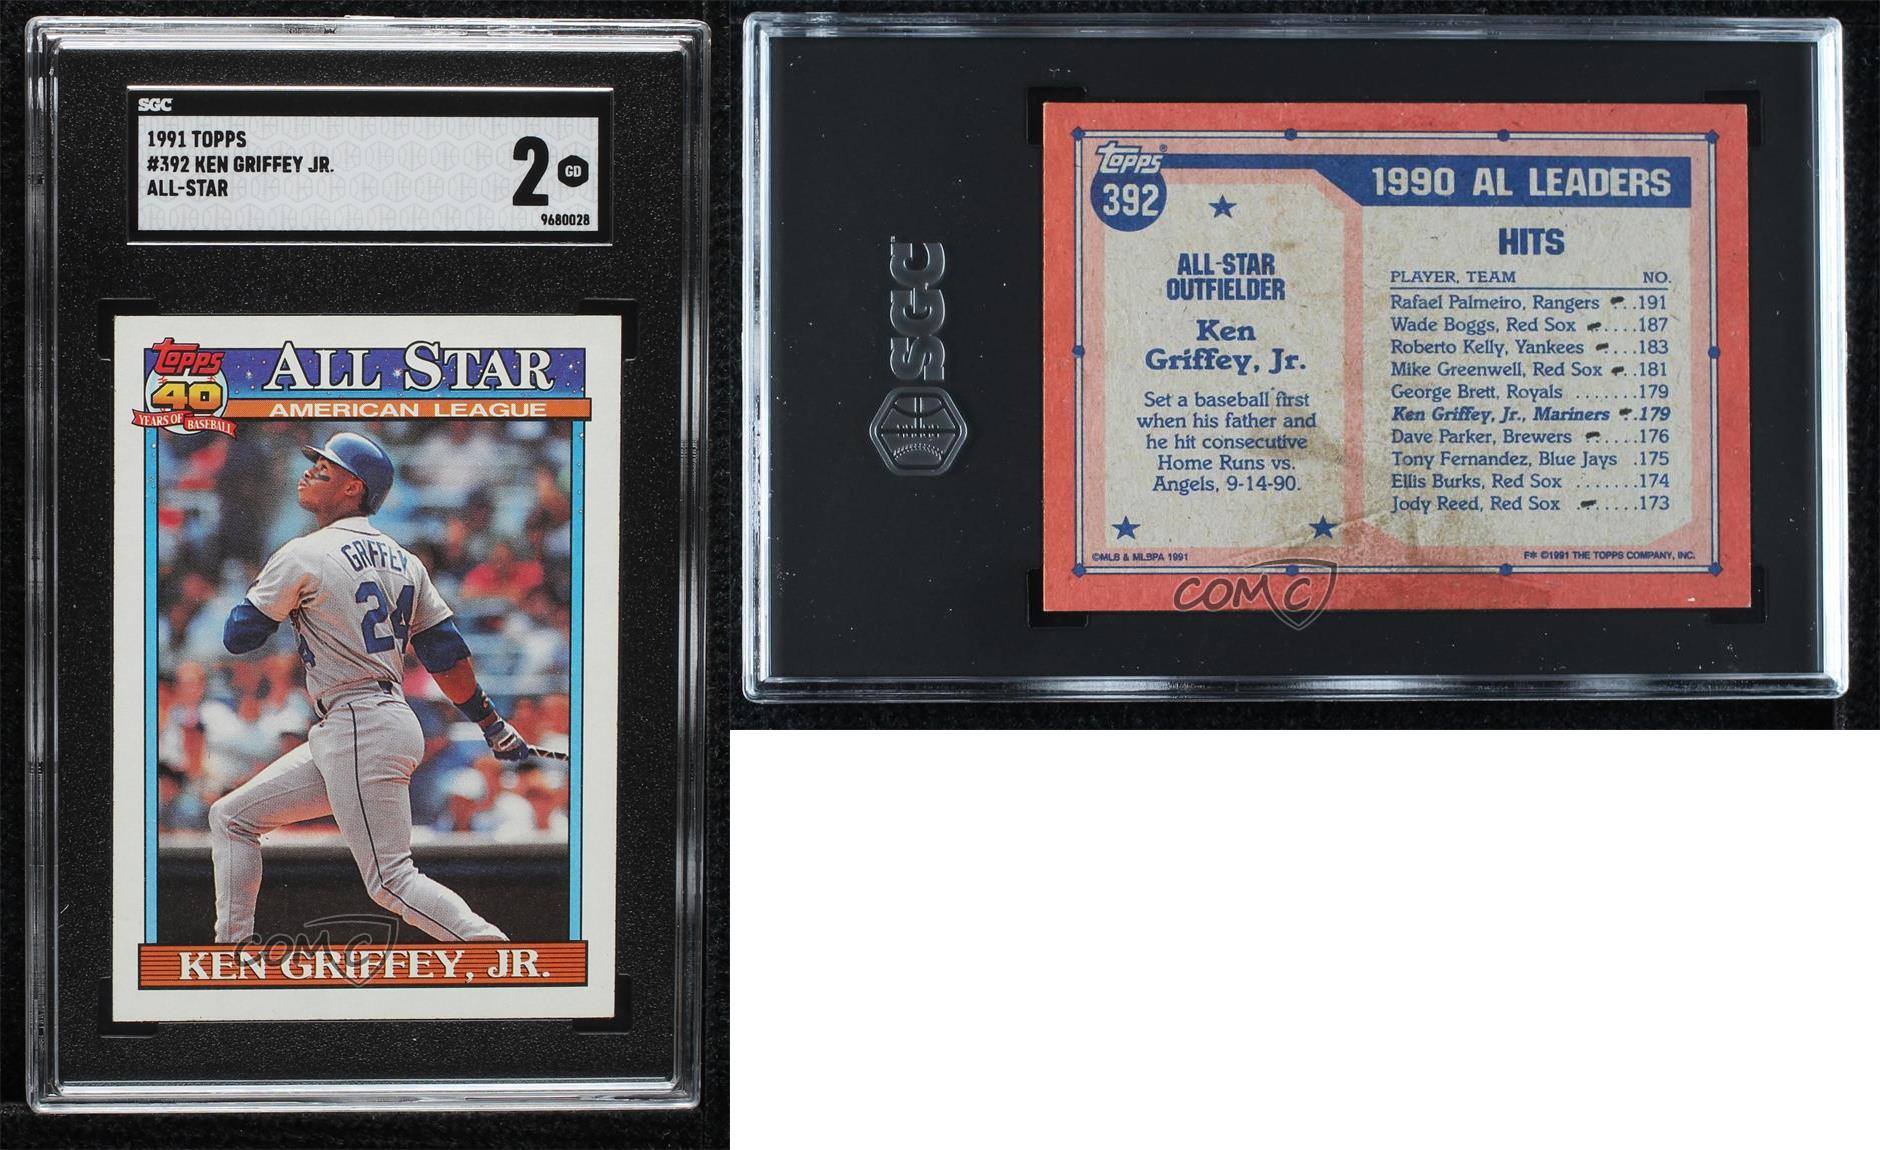 SGC
1991 TOPPS
#392 KEN GRIFFEY JR.
ALL-STAR
2 GD
9680028
Topps
40
YEARS OF BASEBALL
ALL STAR
AMERICAN LEAGUE
GRIFFEY
24
COMC
KEN GRIFFEY, JR.
SGC
Topps®
392
1990 AL LEADERS
ALL-STAR
OUTFIELDER
Ken
Griffey, Jr.
Set a baseball first
when his father and
he hit consecutive
Home Runs vs.
Angels, 9-14-90.
HITS
PLAYER, TEAM NO.
Rafael Palmeiro, Rangers ..191
Wade Boggs, Red Sox .....187
Roberto Kelly, Yankees ....183
Mike Greenwell, Red Sox ..181
George Brett, Royals .......179
Ken Griffey, Jr., Mariners ..179
Dave Parker, Brewers ......176
Tony Fernandez, Blue Jays .175
Ellis Burks, Red Sox .......174
Jody Reed, Red Sox .......173
©MLB & MLBPA 1991
F* ©1991 THE TOPPS COMPANY, INC.
COMC